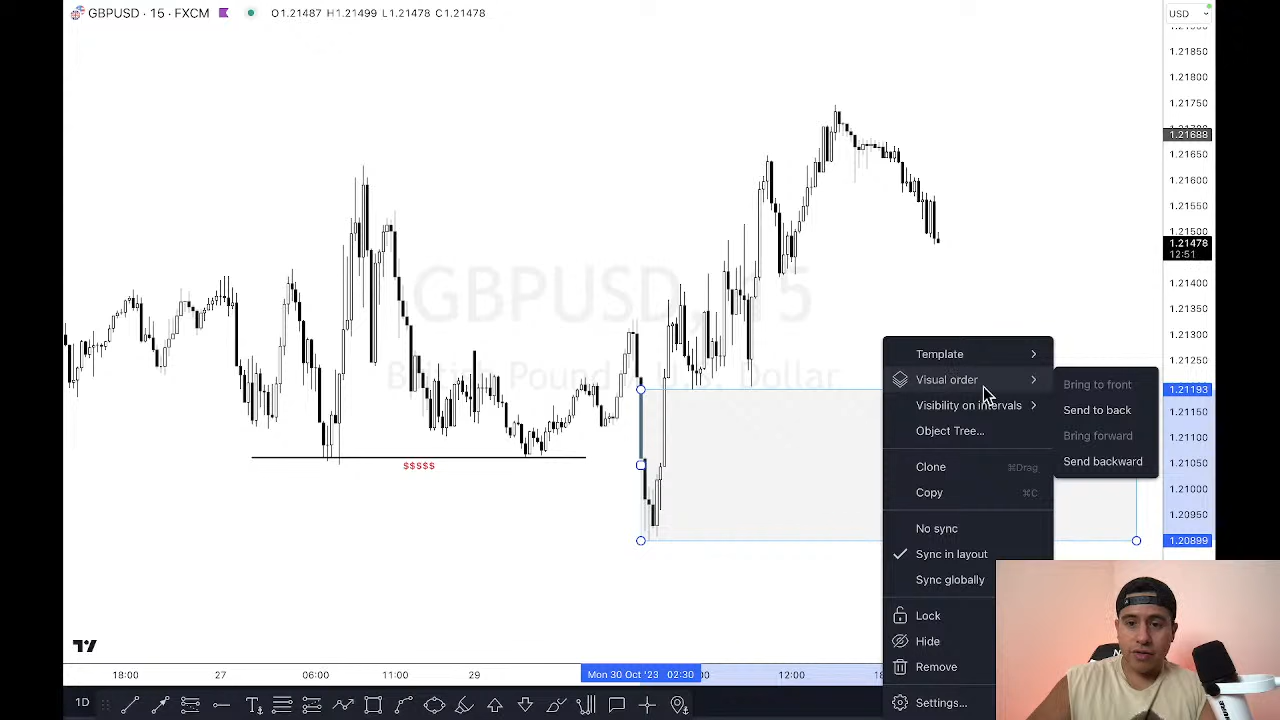 GBPUSD · 15 · FXCM O1.21487 H1.21499 L1.21478 C1.21478
USD
1.21850
1.21800
1.21750
1.21688
1.21650
1.21600
1.21550
1.21500
1.21478
12:51
1.21400
1.21350
1.21300
1.21250
1.21193
1.21150
1.21100
1.21050
1.21000
1.20950
1.20899
GBPUSD, 15
British Pound / U.S. Dollar
$$$$$
Template
Visual order
Visibility on intervals
Object Tree...
Clone ⌘Drag
Copy ⌘C
No sync
Sync in layout
Sync globally
Lock
Hide
Remove
Settings...
Bring to front
Send to back
Bring forward
Send backward
18:00 27 06:00 11:00 29 Mon 30 Oct '23 02:30 12:00
1D